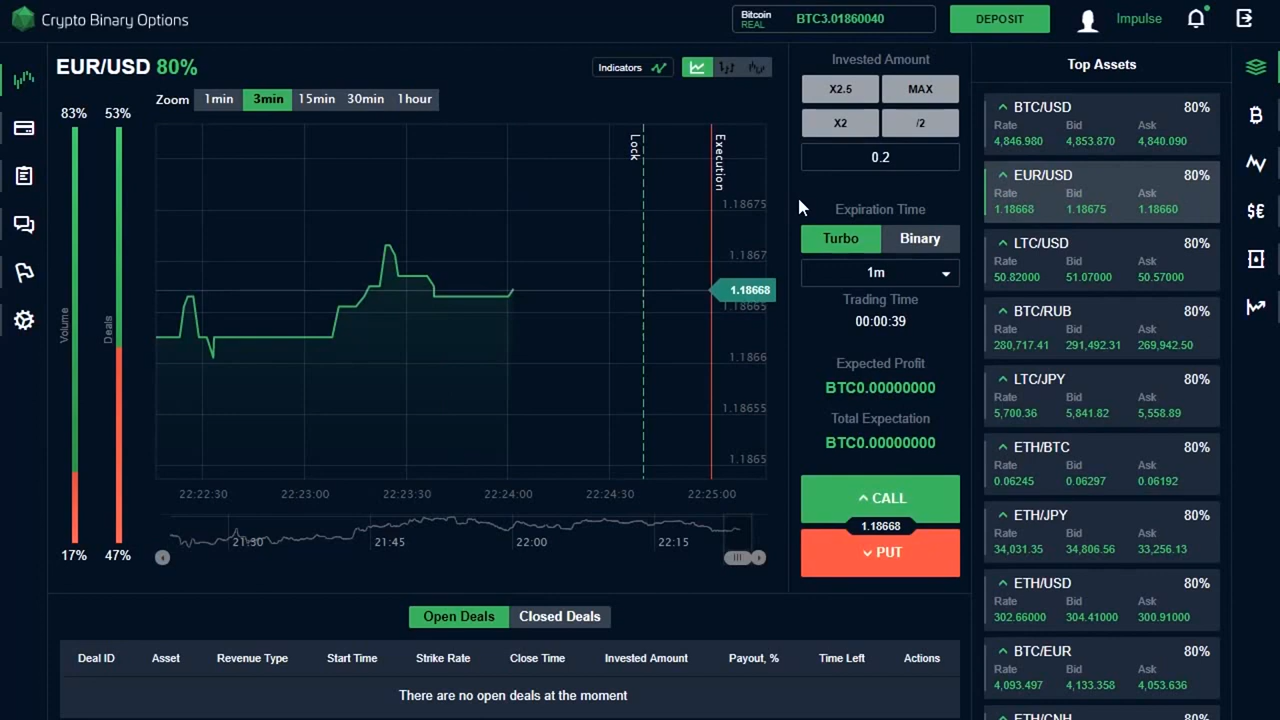 Crypto Binary Options
Bitcoin
REAL
BTC3.01860040
DEPOSIT
Impulse
EUR/USD 80%
Indicators
Zoom 1min 3min 15min 30min 1hour
83% 53%
Volume
Deals
17% 47%
Lock
Execution
1.18675
1.1867
1.18668
1.18665
1.1866
1.18655
1.1865
22:22:30 22:23:00 22:23:30 22:24:00 22:24:30 22:25:00
21:30 21:45 22:00 22:15
Invested Amount
X2.5 MAX
X2 /2
0.2
Expiration Time
Turbo Binary
1m
Trading Time
00:00:39
Expected Profit
BTC0.00000000
Total Expectation
BTC0.00000000
CALL
1.18668
PUT
Open Deals Closed Deals
Deal ID Asset Revenue Type Start Time Strike Rate Close Time Invested Amount Payout, % Time Left Actions
There are no open deals at the moment
Top Assets
BTC/USD 80%
Rate Bid Ask
4,846.980 4,853.870 4,840.090
EUR/USD 80%
Rate Bid Ask
1.18668 1.18675 1.18660
LTC/USD 80%
Rate Bid Ask
50.82000 51.07000 50.57000
BTC/RUB 80%
Rate Bid Ask
280,717.41 291,492.31 269,942.50
LTC/JPY 80%
Rate Bid Ask
5,700.36 5,841.82 5,558.89
ETH/BTC 80%
Rate Bid Ask
0.06245 0.06297 0.06192
ETH/JPY 80%
Rate Bid Ask
34,031.35 34,806.56 33,256.13
ETH/USD 80%
Rate Bid Ask
302.66000 304.41000 300.91000
BTC/EUR 80%
Rate Bid Ask
4,093.497 4,133.358 4,053.636
ETH/CNH 80%